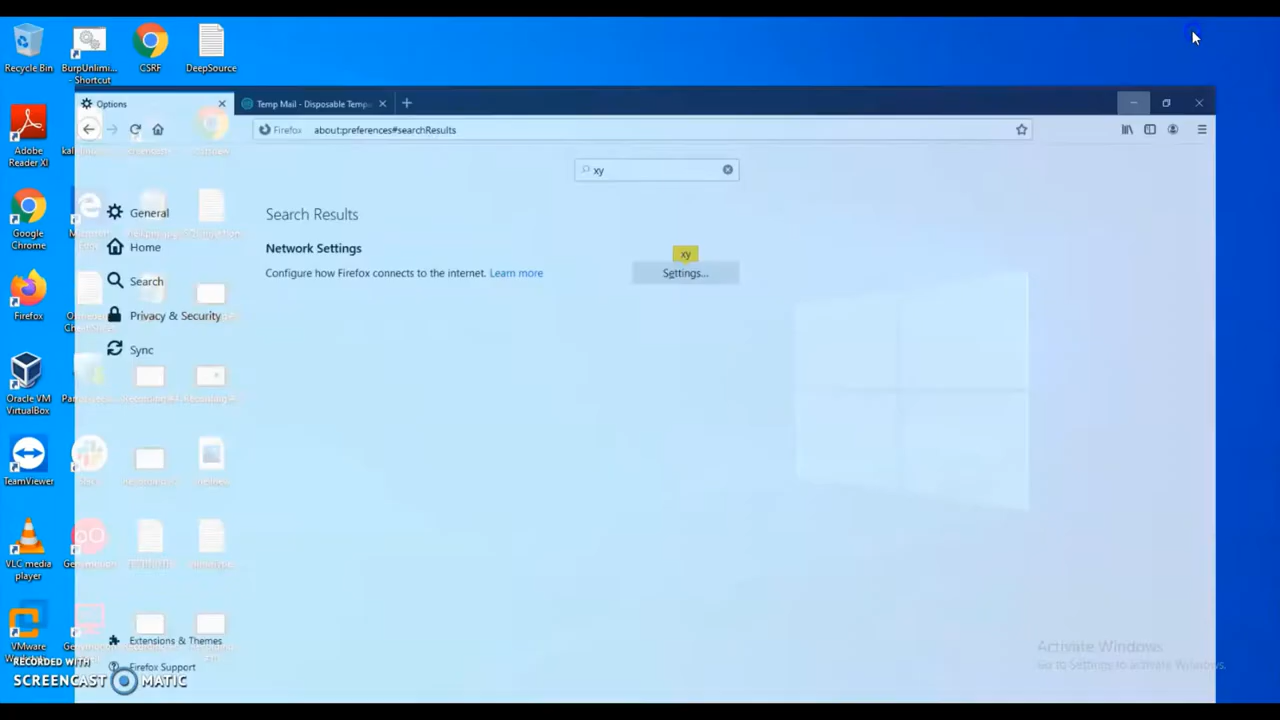 Recycle Bin
BurpUnlimi...
- Shortcut
CSRF
DeepSource
Options
Temp Mail - Disposable Temp
Firefox
about:preferences#searchResults
xy
Adobe
Reader XI
General
Search Results
Home
Network Settings
xy
Google
Chrome
Configure how Firefox connects to the internet. Learn more
Settings...
Search
Firefox
Privacy & Security
Sync
Oracle VM
VirtualBox
TeamViewer
VLC media
player
Extensions & Themes
VMware
Firefox Support
Activate Windows
Go to Settings to activate Windows.
RECORDED WITH
SCREENCAST MATIC